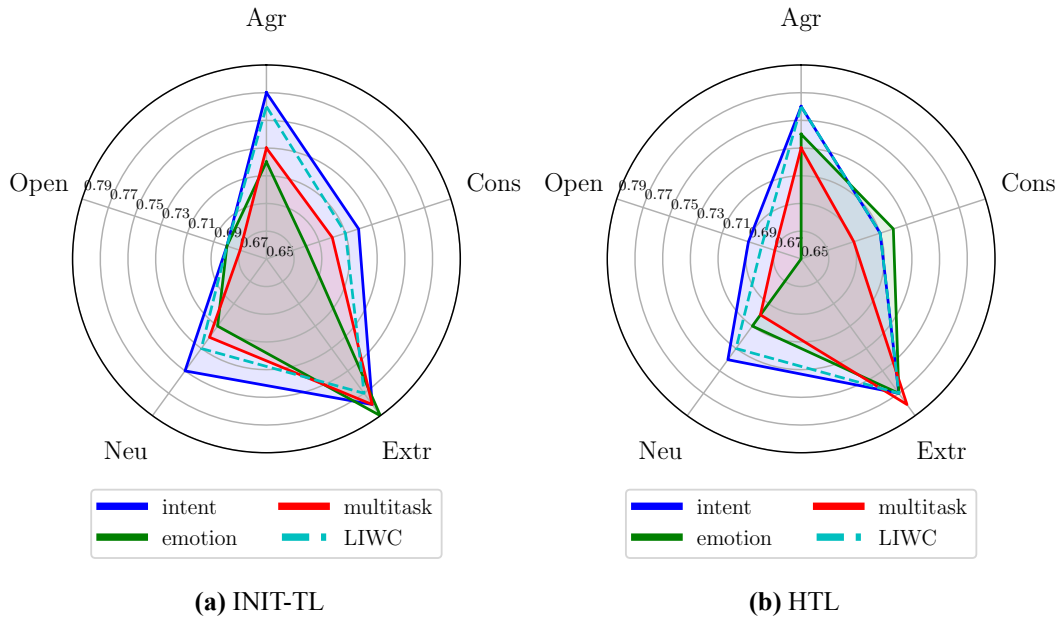 Agr
Cons
Open
0.79
0.77
0.75
0.73
0.71
0.69
0.67
0.65
Neu
Extr
intent
multitask
emotion
LIWC
(a) INIT-TL
Agr
Cons
Open
0.79
0.77
0.75
0.73
0.71
0.69
0.67
0.65
Neu
Extr
intent
multitask
emotion
LIWC
(b) HTL